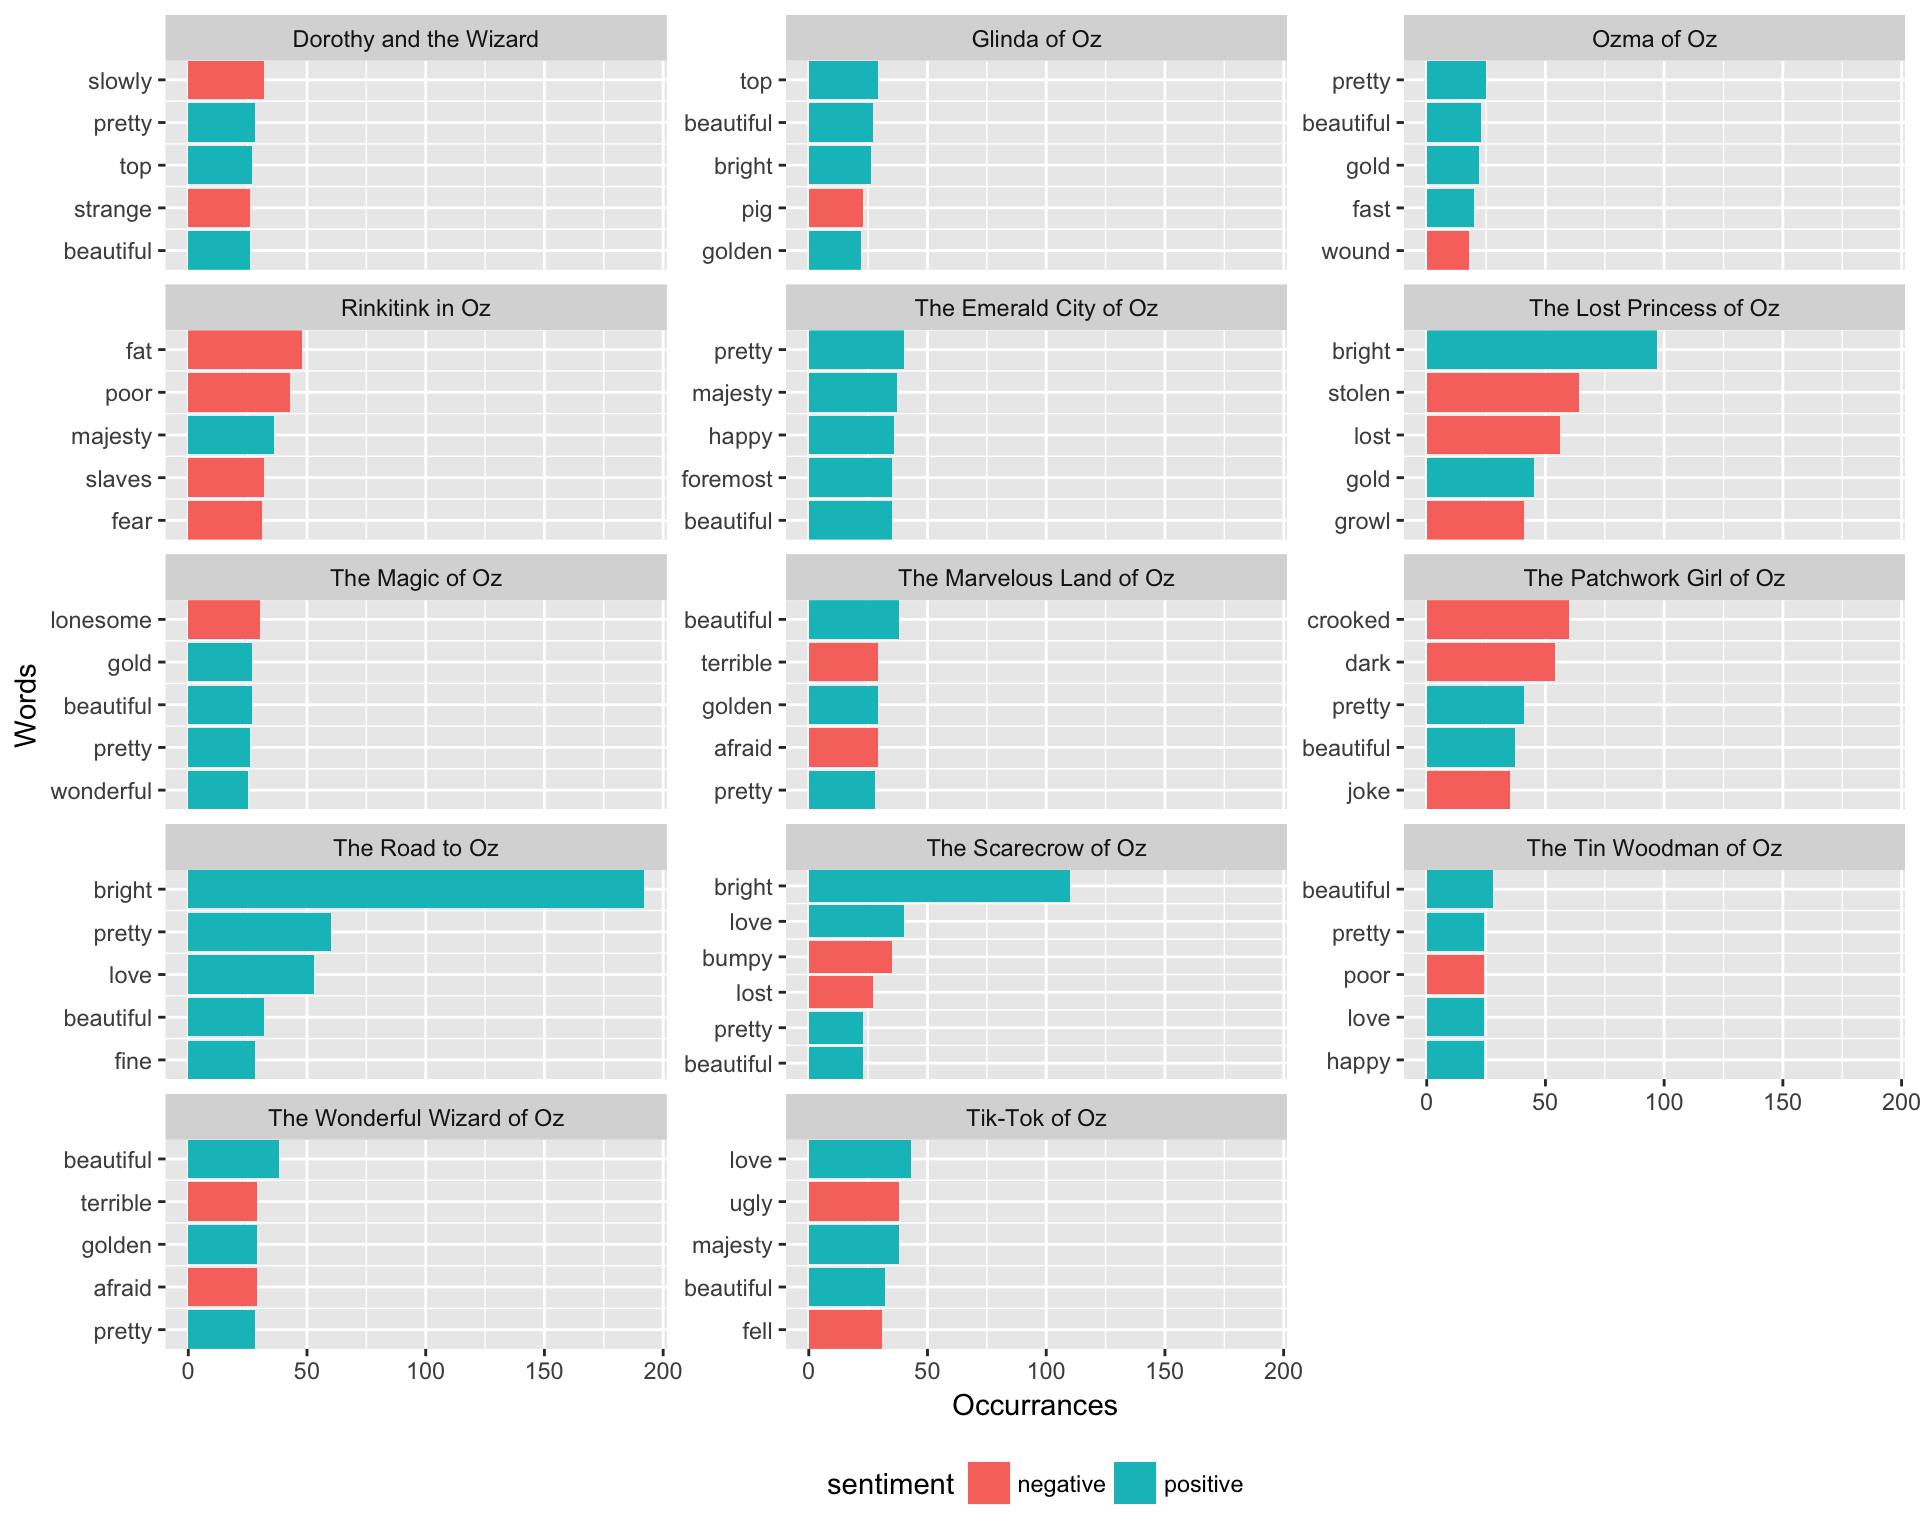 Dorothy and the Wizard
slowly
pretty
top
strange
beautiful
Glinda of Oz
top
beautiful
bright
pig
golden
Ozma of Oz
pretty
beautiful
gold
fast
wound
Rinkitink in Oz
fat
poor
majesty
slaves
fear
The Emerald City of Oz
pretty
majesty
happy
foremost
beautiful
The Lost Princess of Oz
bright
stolen
lost
gold
growl
Words
The Magic of Oz
lonesome
gold
beautiful
pretty
wonderful
The Marvelous Land of Oz
beautiful
terrible
golden
afraid
pretty
The Patchwork Girl of Oz
crooked
dark
pretty
beautiful
joke
The Road to Oz
bright
pretty
love
beautiful
fine
The Scarecrow of Oz
bright
love
bumpy
lost
pretty
beautiful
The Tin Woodman of Oz
beautiful
pretty
poor
love
happy
0 50 100 150 200
The Wonderful Wizard of Oz
beautiful
terrible
golden
afraid
pretty
0 50 100 150 200
Tik-Tok of Oz
love
ugly
majesty
beautiful
fell
0 50 100 150 200
Occurrances
sentiment negative positive